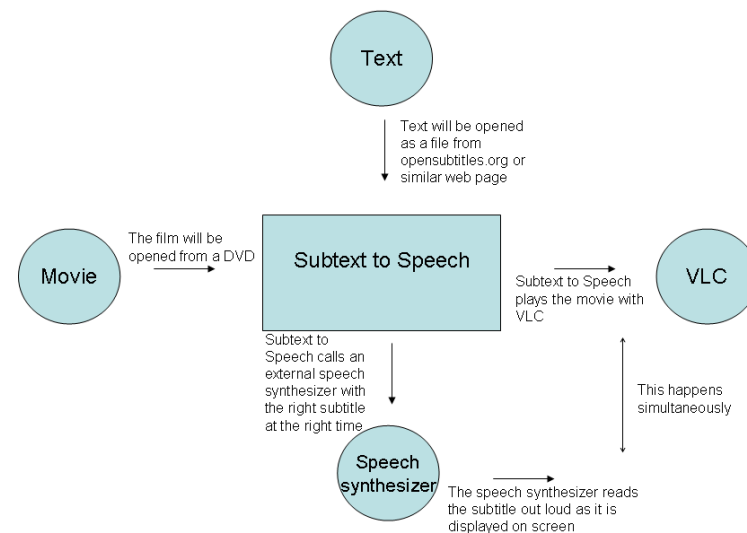 Text
Text will be opened
as a file from
opensubtitles.org or
similar web page
The film will be
opened from a DVD
Movie
Subtext to Speech
Subtext to Speech
plays the movie with
VLC
VLC
Subtext to
Speech calls an
external speech
synthesizer with
the right subtitle
at the right time
This happens
simultaneously
Speech
synthesizer
The speech synthesizer reads
the subtitle out loud as it is
displayed on screen